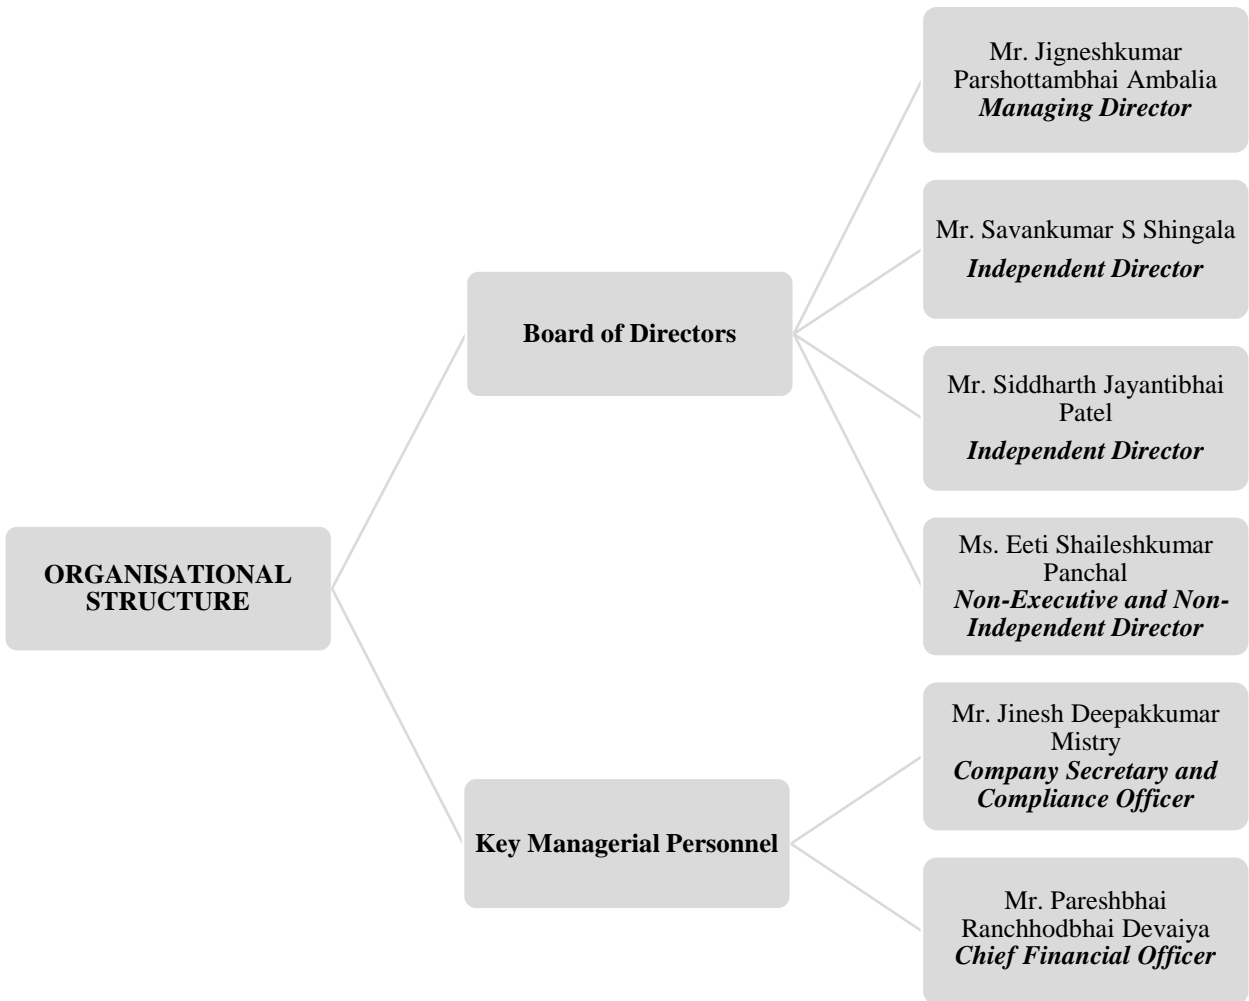 ORGANISATIONAL
STRUCTURE
Board of Directors
Mr. Jigneshkumar
Parshottambhai Ambalia
Managing Director
Mr. Savankumar S Shingala
Independent Director
Mr. Siddharth Jayantibhai
Patel
Independent Director
Ms. Eeti Shaileshkumar
Panchal
Non-Executive and Non-
Independent Director
Key Managerial Personnel
Mr. Jinesh Deepakkumar
Mistry
Company Secretary and
Compliance Officer
Mr. Pareshbhai
Ranchhodbhai Devaiya
Chief Financial Officer